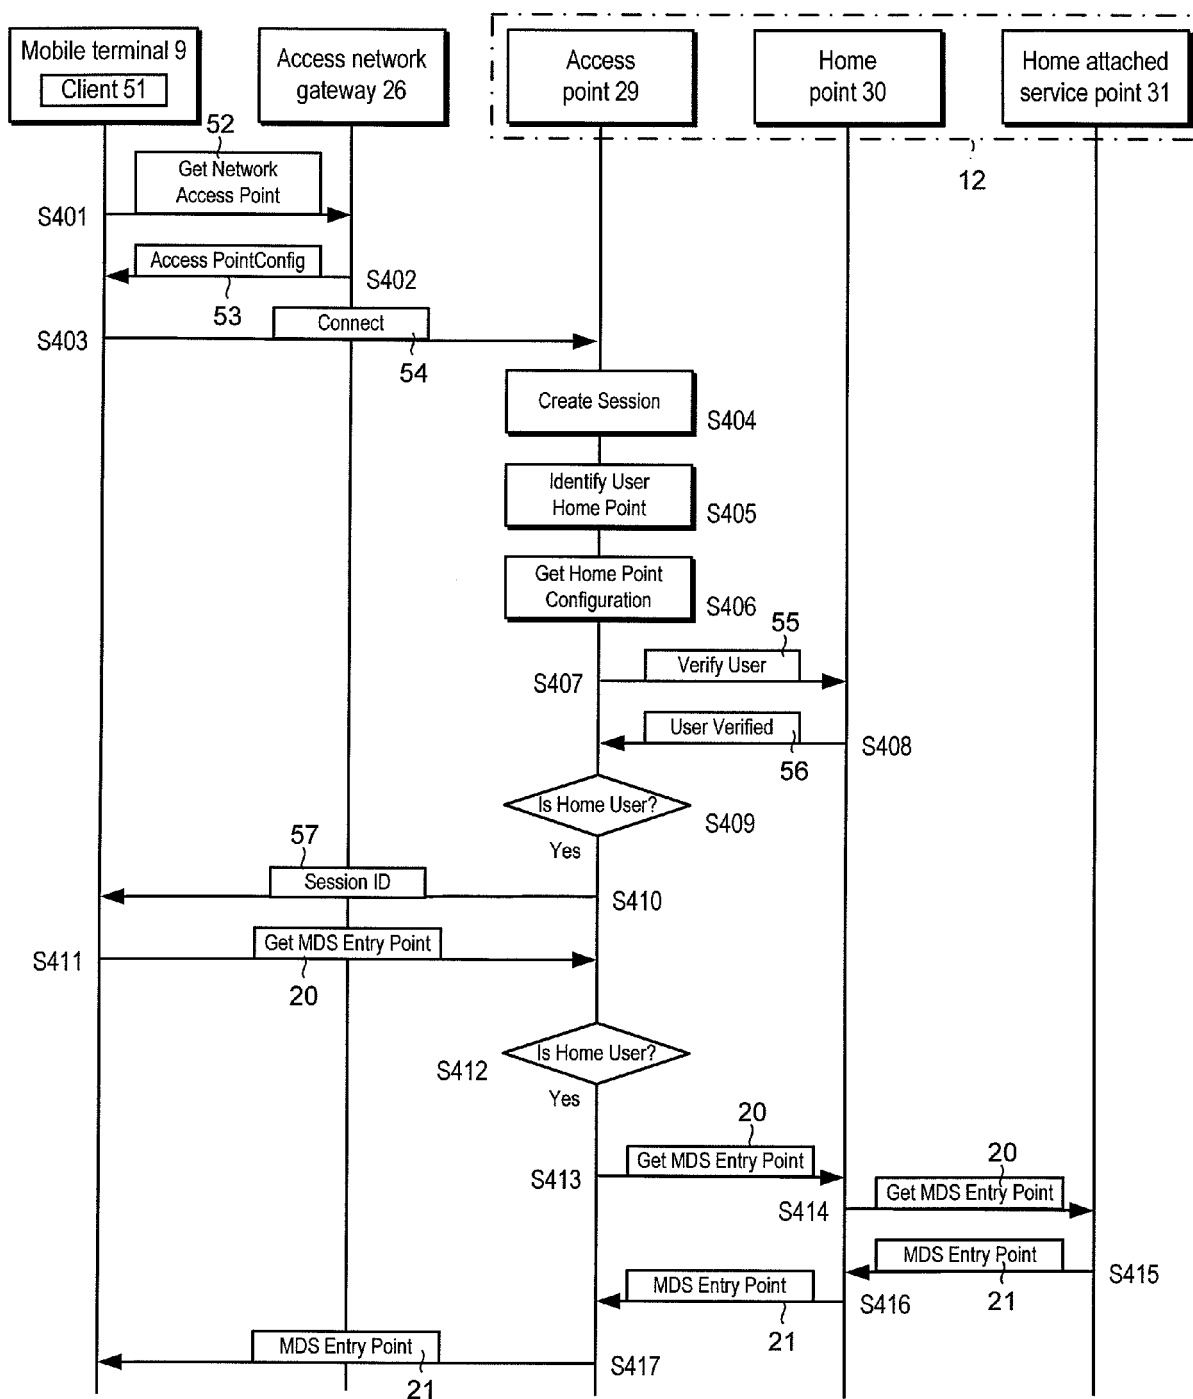 Mobile terminal 9
Client 51
Access network
gateway 26
Access
point 29
Home
point 30
Home attached
service point 31
12
52
Get Network
Access Point
S401
Access PointConfig
S402
53
Connect
S403
54
Create Session
S404
Identify User
Home Point
S405
Get Home Point
Configuration
S406
55
Verify User
S407
User Verified
S408
56
Is Home User?
S409
Yes
57
Session ID
S410
Get MDS Entry Point
S411
20
Is Home User?
S412
Yes
20
Get MDS Entry Point
S413
20
Get MDS Entry Point
S414
MDS Entry Point
S415
21
MDS Entry Point
S416
21
MDS Entry Point
S417
21